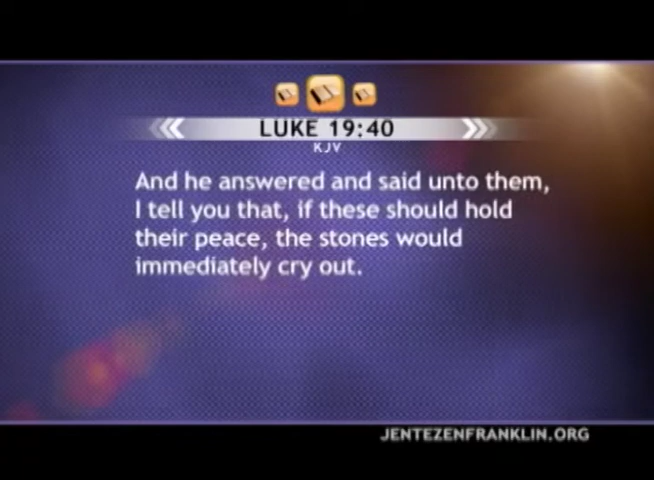 LUKE 19:40
KJV
And he answered and said unto them,
I tell you that, if these should hold
their peace, the stones would
immediately cry out.
JENTEZENFRANKLIN.ORG